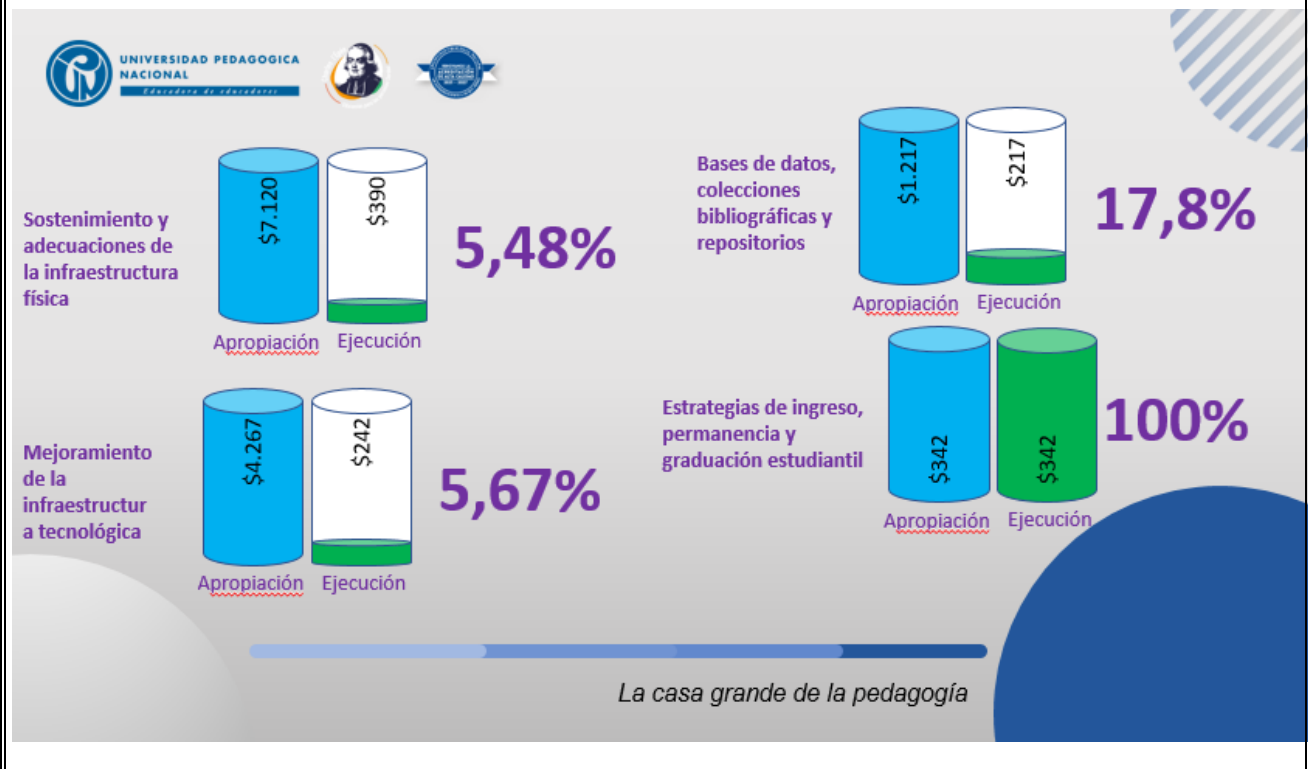 UNIVERSIDAD PEDAGOGICA
NACIONAL
Educadora de educadores
Sostenimiento y
adecuaciones de
la infraestructura
física
$7.120
$390
Apropiación
Ejecución
5,48%
Bases de datos,
colecciones
bibliográficas y
repositorios
$1.217
$217
Apropiación
Ejecución
17,8%
Mejoramiento
de la
infraestructur
a tecnológica
$4.267
$242
Apropiación
Ejecución
5,67%
Estrategias de ingreso,
permanencia y
graduación estudiantil
$342
$342
Apropiación
Ejecución
100%
La casa grande de la pedagogía